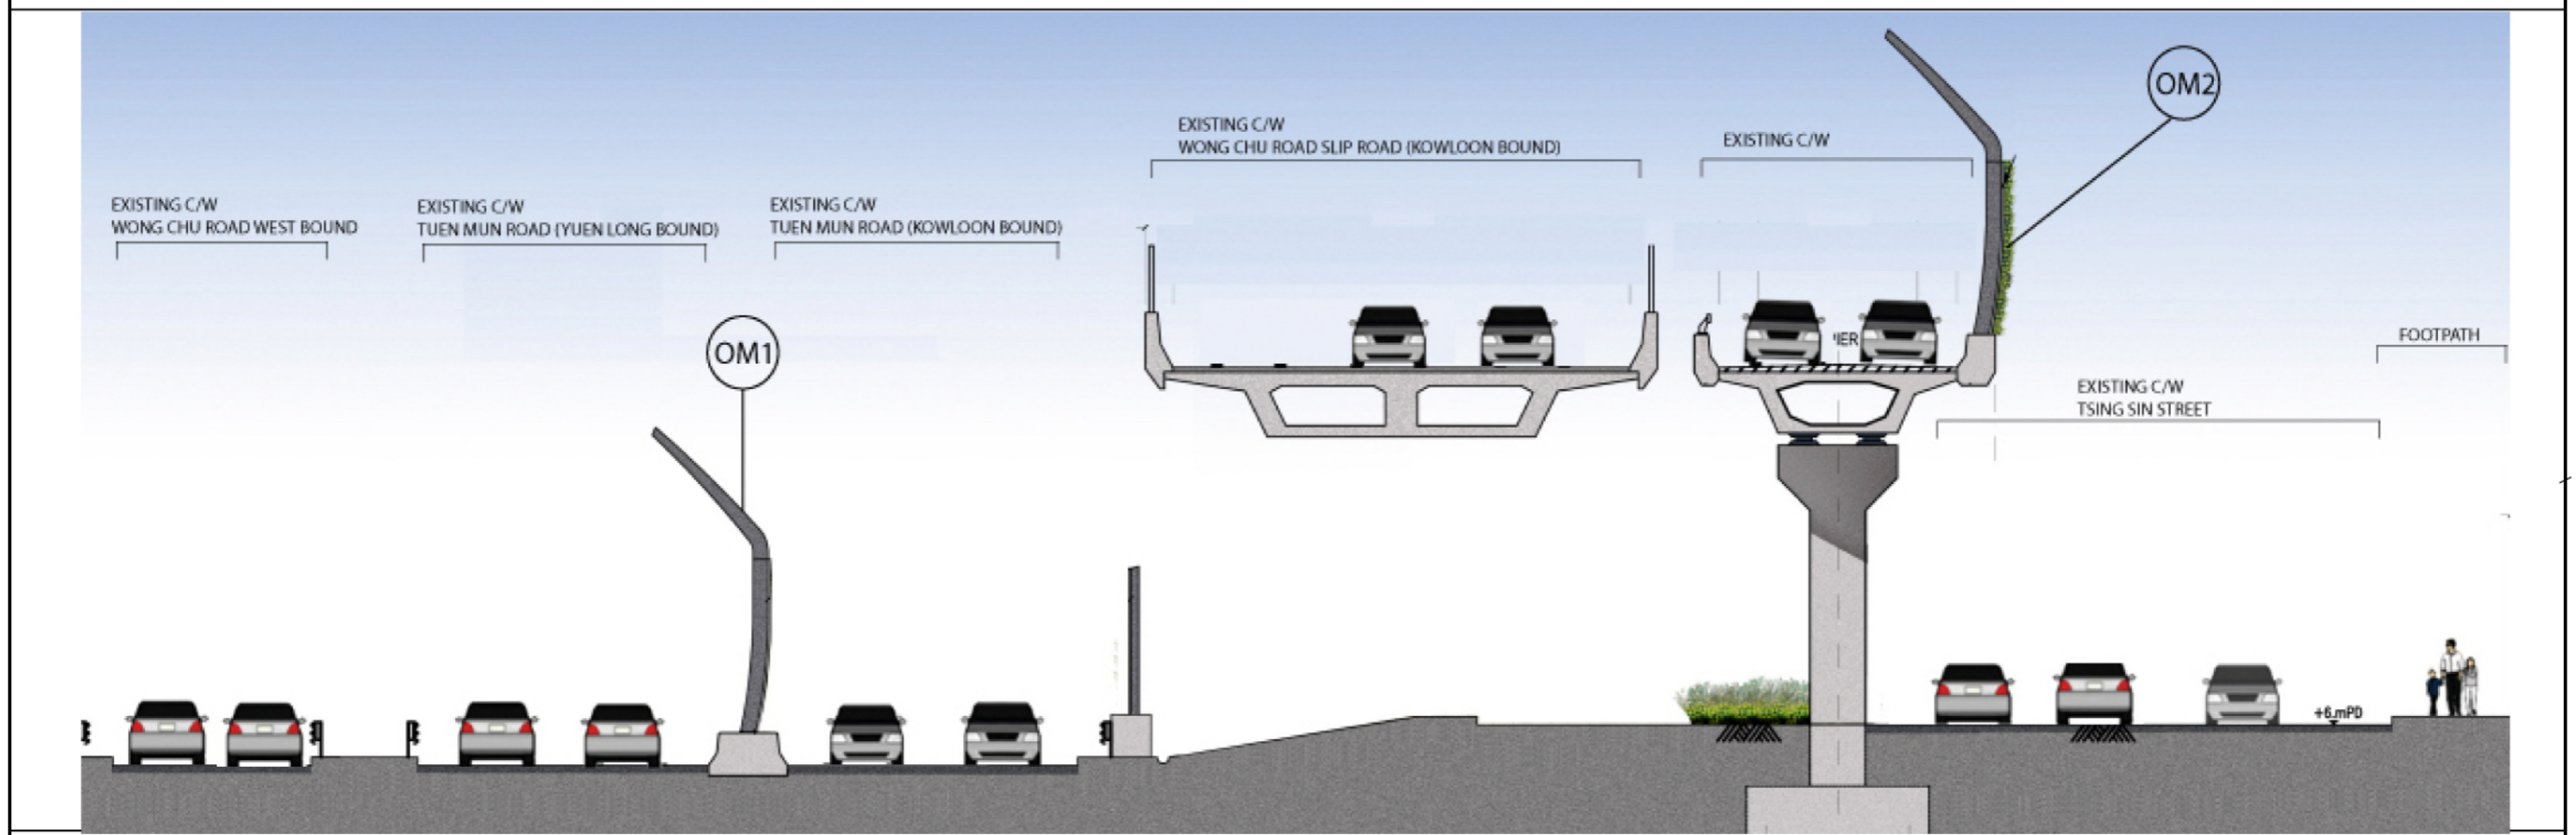 EXISTING C/W
WONG CHU ROAD WEST BOUND
EXISTING C/W
TUEN MUN ROAD (YUEN LONG BOUND)
EXISTING C/W
TUEN MUN ROAD (KOWLOON BOUND)
OM1
EXISTING C/W
WONG CHU ROAD SLIP ROAD (KOWLOON BOUND)
EXISTING C/W
OM2
IER
FOOTPATH
EXISTING C/W
TSING SIN STREET
+6.mPD